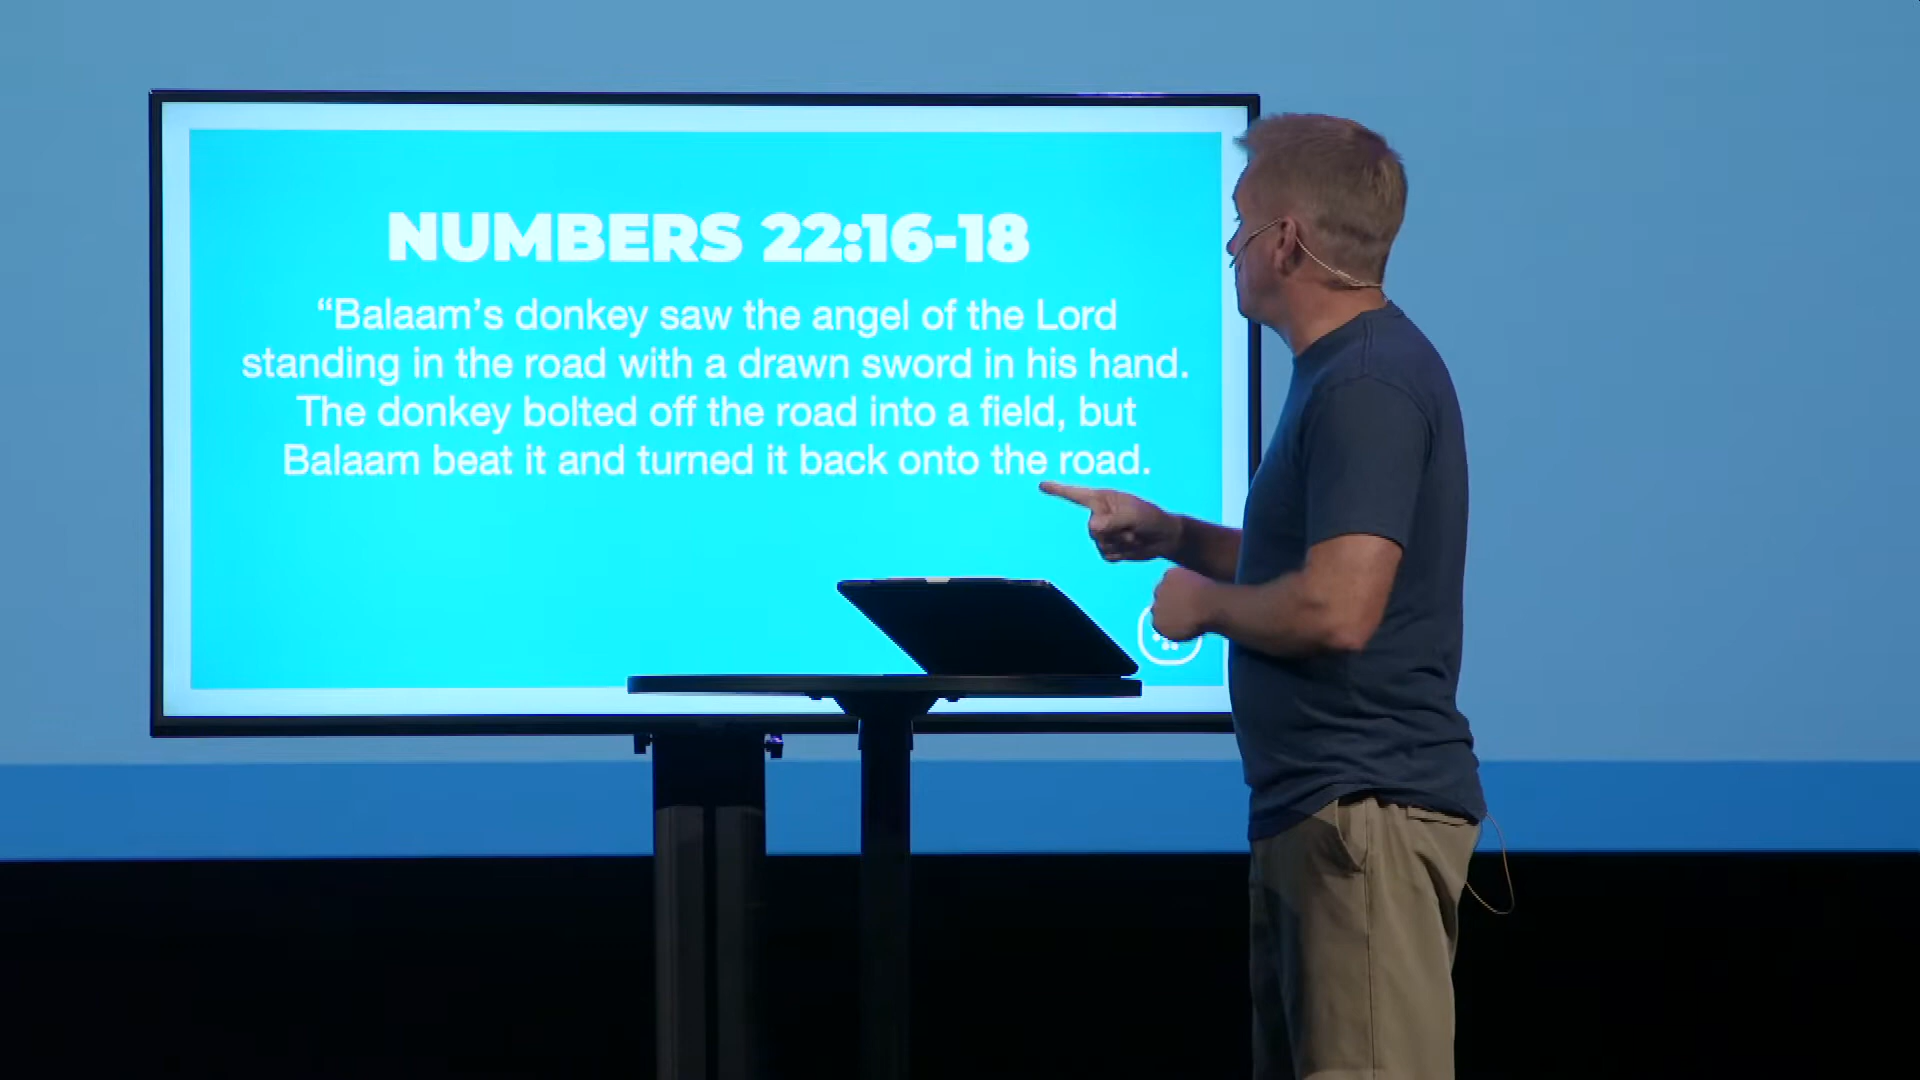 NUMBERS 22:16-18
“Balaam’s donkey saw the angel of the Lord
standing in the road with a drawn sword in his hand.
The donkey bolted off the road into a field, but
Balaam beat it and turned it back onto the road.